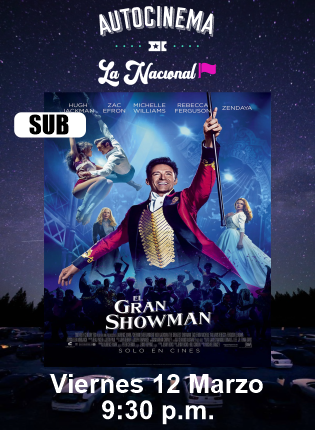 AUTOCINEMA
La Nacional
HUGH JACKMAN ZAC EFRON MICHELLE WILLIAMS REBECCA FERGUSON ZENDAYA
SUB
EL
GRAN
SHOWMAN
SOLO EN CINES
Viernes 12 Marzo
9:30 p.m.